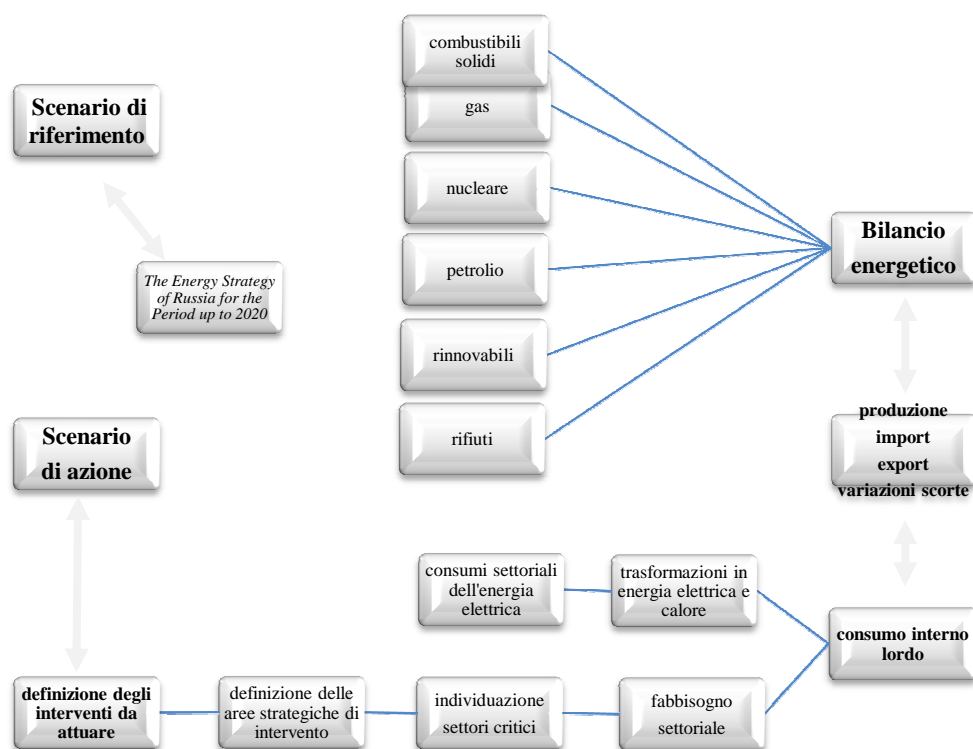 combustibili
solidi
Scenario di
riferimento
gas
nucleare
Bilancio
energetico
The Energy Strategy
of Russia for the
Period up to 2020
petrolio
rinnovabili
rifiuti
Scenario
di azione
produzione
import
export
variazioni scorte
consumi settoriali
dell'energia
elettrica
trasformazioni in
energia elettrica e
calore
consumo interno
lordo
definizione degli
interventi da
attuare
definizione delle
aree strategiche di
intervento
individuazione
settori critici
fabbisogno
settoriale